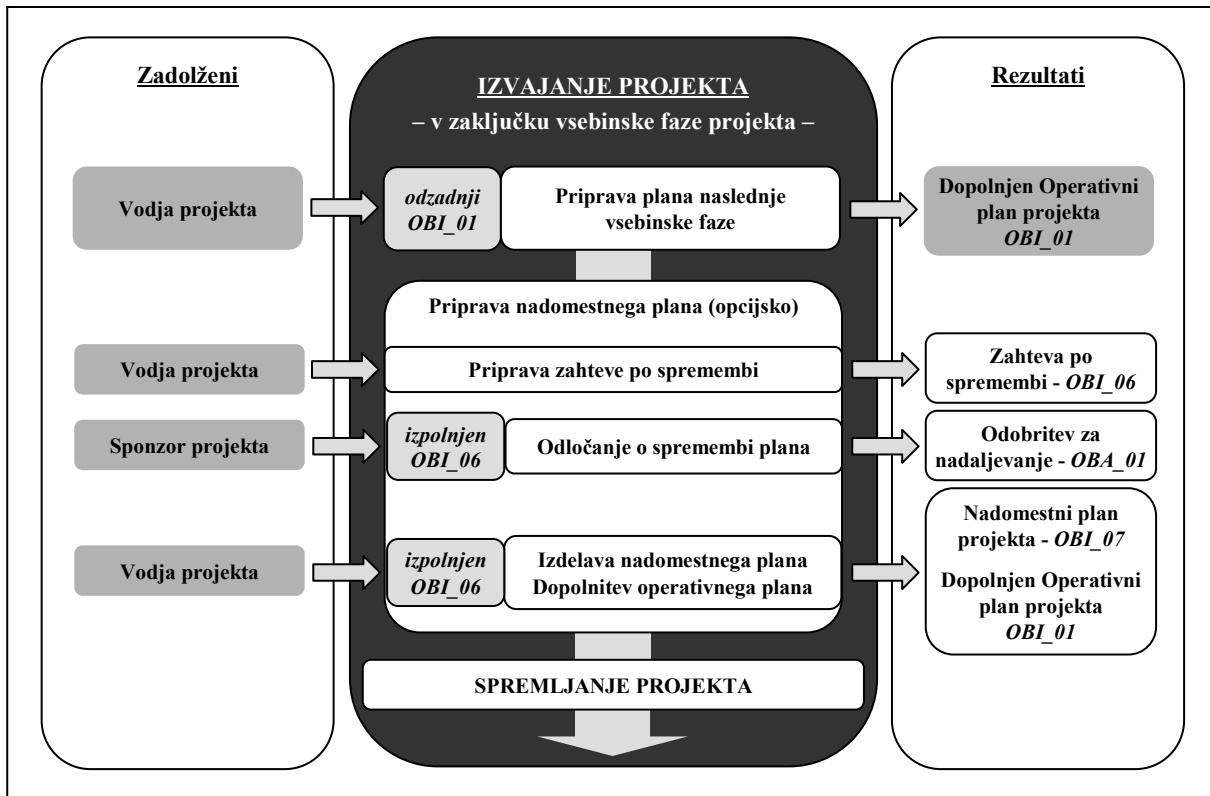 Zadolženi
IZVAJANJE PROJEKTA
– v zaključku vsebinske faze projekta –
Rezultati
Vodja projekta
odzadnji
OBI_01
Priprava plana naslednje
vsebinske faze
Dopolnjen Operativni
plan projekta
OBI_01
Priprava nadomestnega plana (opcijsko)
Vodja projekta
Priprava zahteve po spremembi
Zahteva po
spremembi - OBI_06
Sponzor projekta
izpolnjen
OBI_06
Odločanje o spremembi plana
Odobritev za
nadaljevanje - OBA_01
Vodja projekta
izpolnjen
OBI_06
Izdelava nadomestnega plana
Dopolnitev operativnega plana
Nadomestni plan
projekta - OBI_07
Dopolnjen Operativni
plan projekta
OBI_01
SPREMLJANJE PROJEKTA